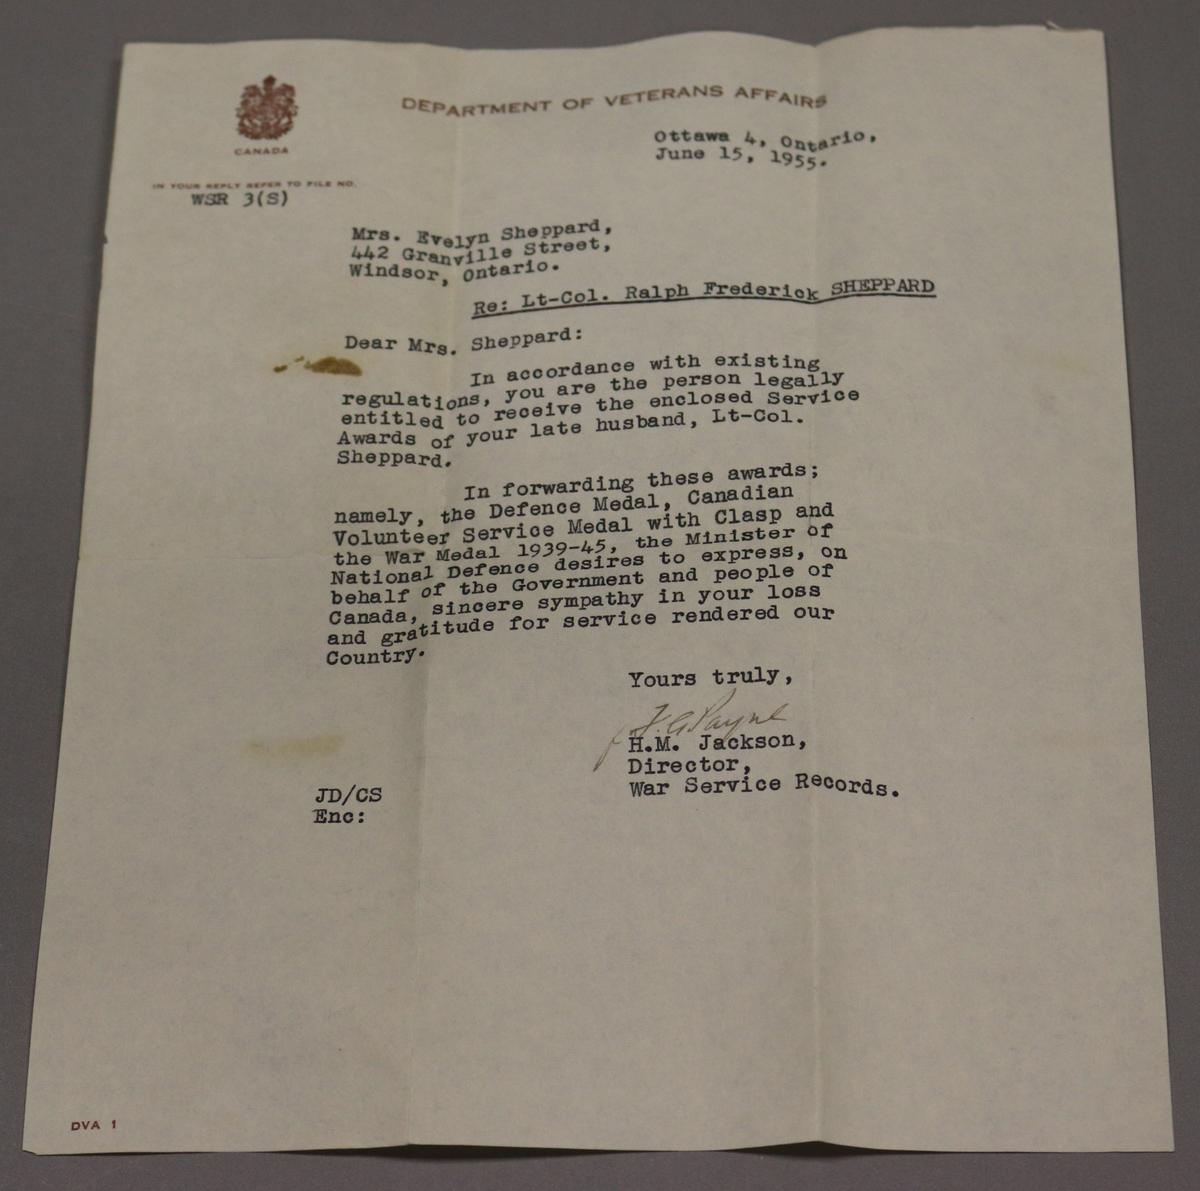 DEPARTMENT OF VETERANS AFFAIRS
CANADA
Ottawa 4, Ontario,
June 15, 1955.
IN YOUR REPLY REFER TO FILE NO.
WSR 3(S)
Mrs. Evelyn Sheppard,
442 Granville Street,
Windsor, Ontario.
Re: Lt-Col. Ralph Frederick SHEPPARD
Dear Mrs. Sheppard:
In accordance with existing
regulations, you are the person legally
entitled to receive the enclosed Service
Awards of your late husband, Lt-Col.
Sheppard.
In forwarding these awards;
namely, the Defence Medal, Canadian
Volunteer Service Medal with Clasp and
the War Medal 1939-45, the Minister of
National Defence desires to express, on
behalf of the Government and people of
Canada, sincere sympathy in your loss
and gratitude for service rendered our
Country.
Yours truly,
F. G. Payne
H.M. Jackson,
Director,
War Service Records.
JD/CS
Enc:
DVA 1